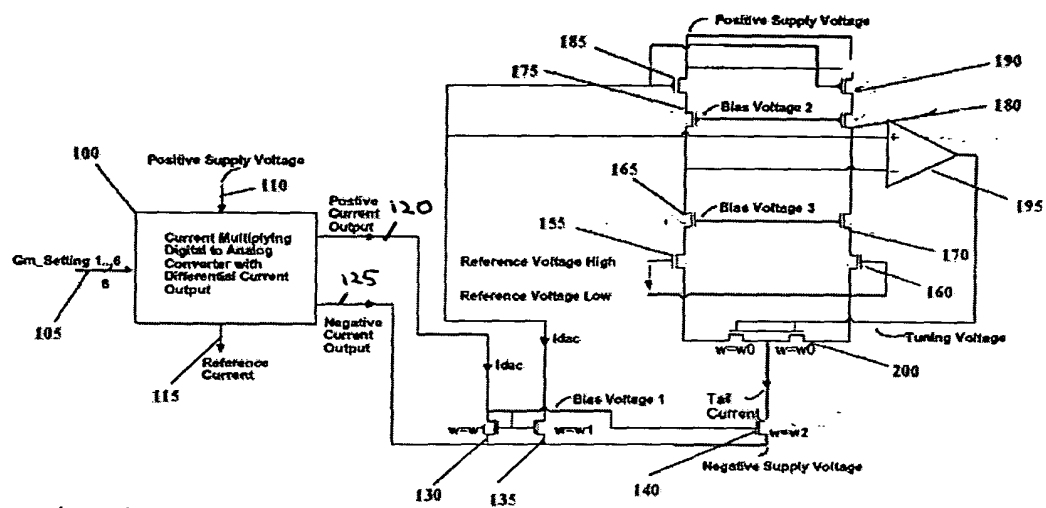 Positive Supply Voltage
185
175
190
Bias Voltage 2
180
+
-
195
100
Positive Supply Voltage
110
Postive
Current
Output
120
165
Bias Voltage 3
155
170
Current Multiplying
Digital to Analog
Converter with
Differential Current
Output
Gm_Setting 1..,6
6
105
125
Negative
Current
Output
Reference Voltage High
Reference Voltage Low
160
Tuning Voltage
w=w0
w=w0
200
Reference
Current
115
Idac
Idac
Bias Voltage 1
Tail
Current
w=w
w=w1
w=w2
130
135
140
Negative Supply Voltage